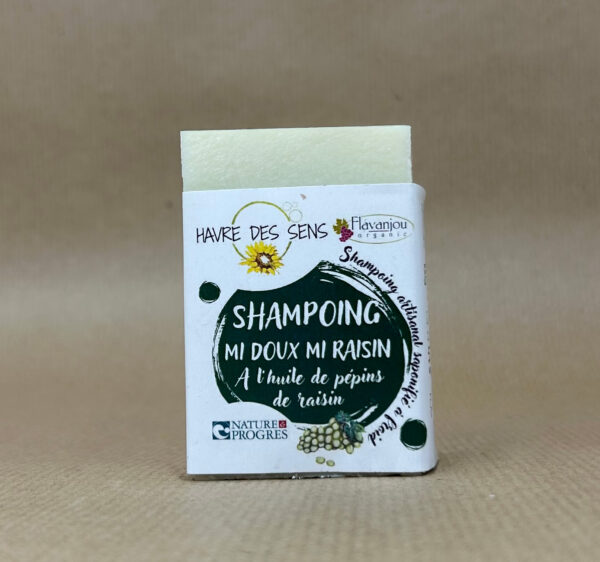 HAVRE DES SENS
Flavanjou
organic
Shampoing artisanal saponifié à froid
SHAMPOING
MI DOUX MI RAISIN
A l'huile de pépins
de raisin
NATURE &
PROGRES